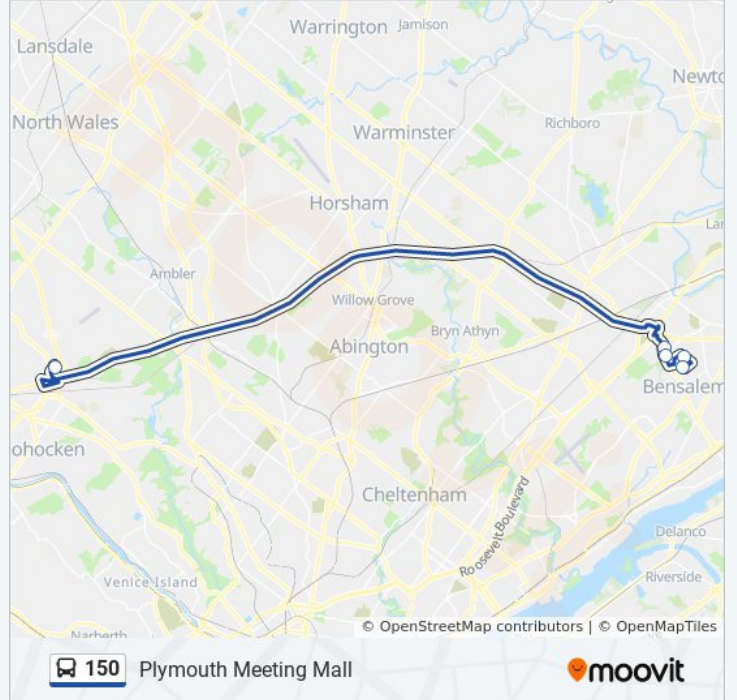 Warrington
Jamison
Lansdale
Newto
North Wales
Richboro
Warminster
Horsham
Lan
Ambler
Willow Grove
Bryn Athyn
Abington
Bensalem
ohocken
Cheltenham
Roosevelt Boulevard
Delanco
Riverside
Venice Island
Narberth
© OpenStreetMap contributors | © OpenMapTiles
150 Plymouth Meeting Mall
moovit